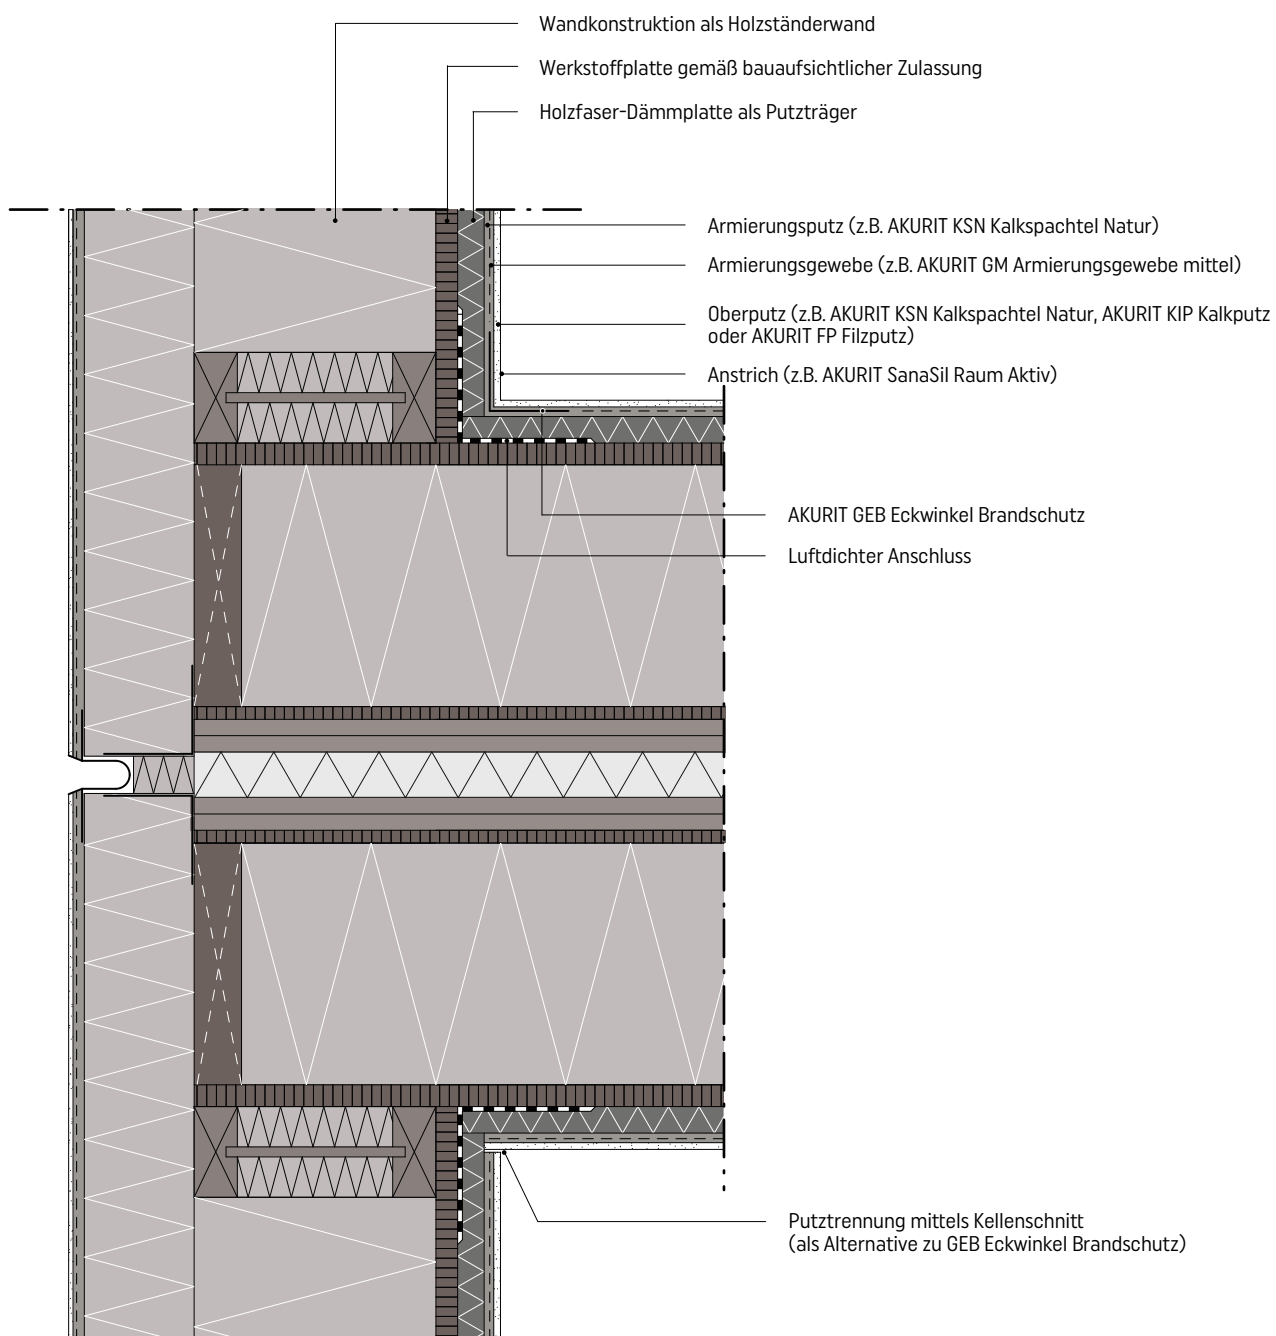 Wandkonstruktion als Holzständerwand
Werkstoffplatte gemäß bauaufsichtlicher Zulassung
Holzfaser-Dämmplatte als Putzträger
Armierungsputz (z.B. AKURIT KSN Kalkspachtel Natur)
Armierungsgewebe (z.B. AKURIT GM Armierungsgewebe mittel)
Oberputz (z.B. AKURIT KSN Kalkspachtel Natur, AKURIT KIP Kalkputz
oder AKURIT FP Filzputz)
Anstrich (z.B. AKURIT SanaSil Raum Aktiv)
AKURIT GEB Eckwinkel Brandschutz
Luftdichter Anschluss
Putztrennung mittels Kellenschnitt
(als Alternative zu GEB Eckwinkel Brandschutz)